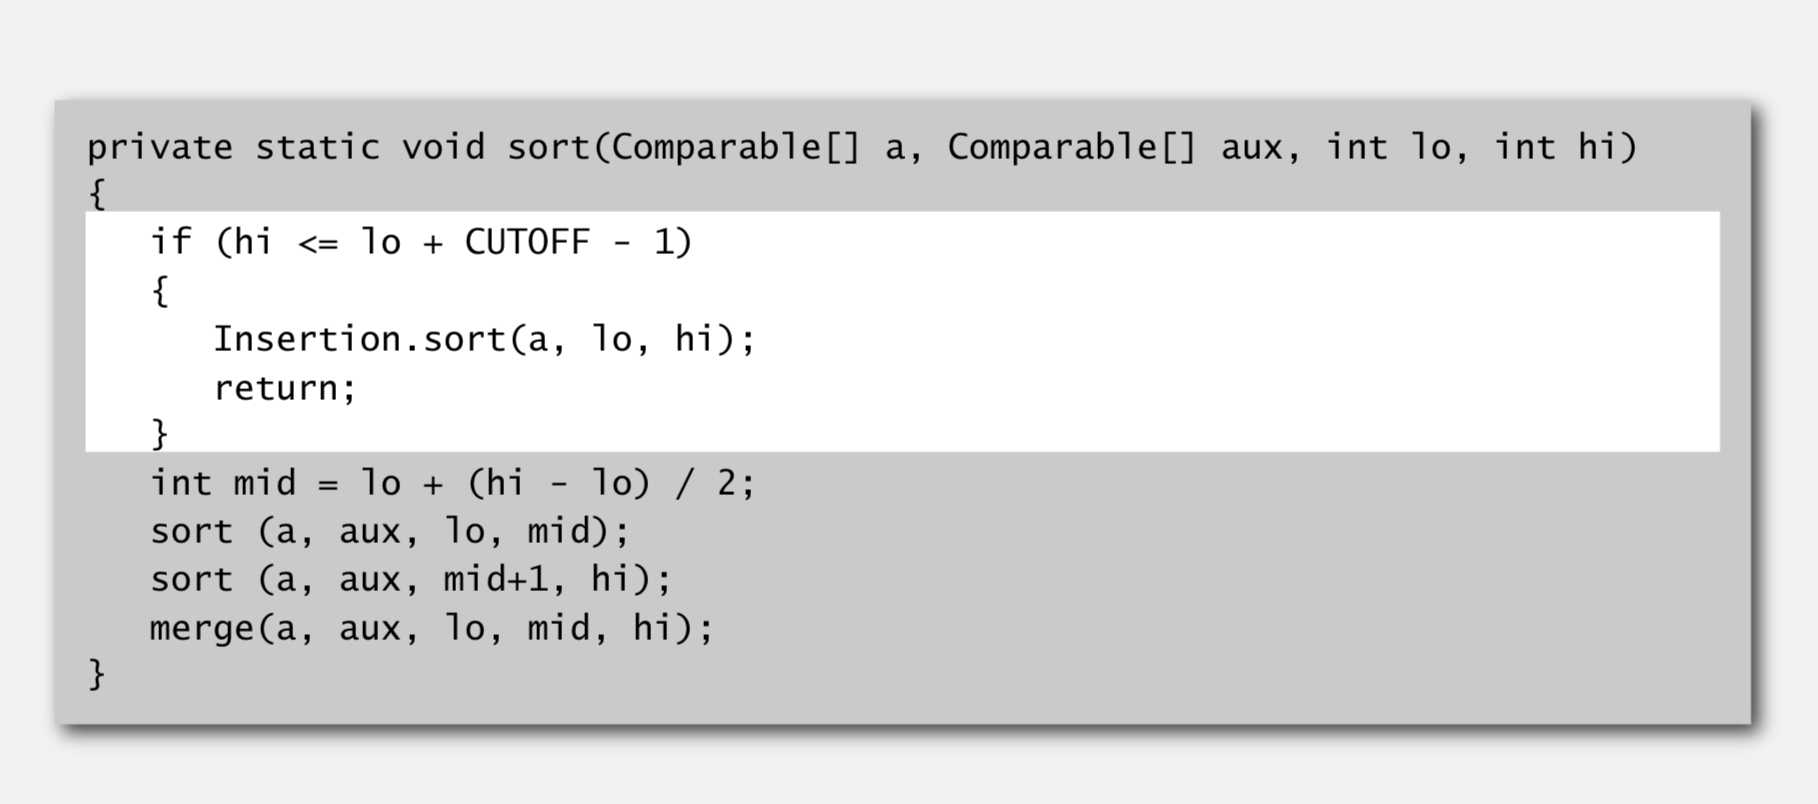 private static void sort(Comparable[] a, Comparable[] aux, int lo, int hi)
{
   if (hi <= lo + CUTOFF - 1)
   {
      Insertion.sort(a, lo, hi);
      return;
   }
   int mid = lo + (hi - lo) / 2;
   sort (a, aux, lo, mid);
   sort (a, aux, mid+1, hi);
   merge(a, aux, lo, mid, hi);
}